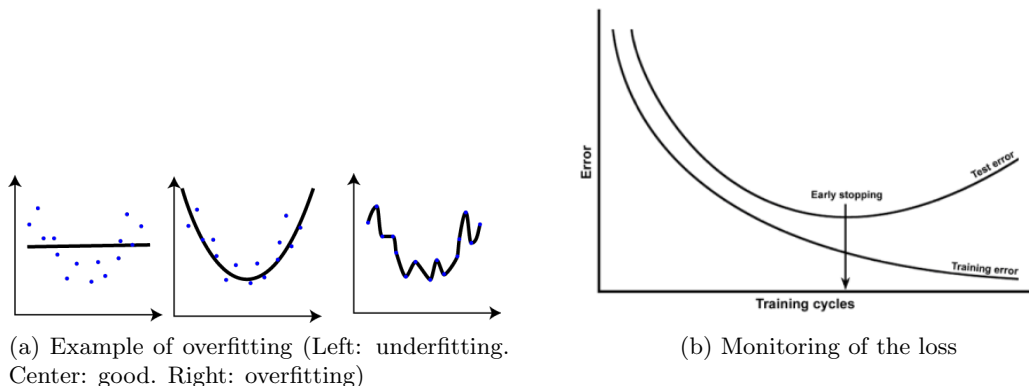 Error
Test error
Early stopping
Training error
Training cycles
(a) Example of overfitting (Left: underfitting.
Center: good. Right: overfitting)
(b) Monitoring of the loss